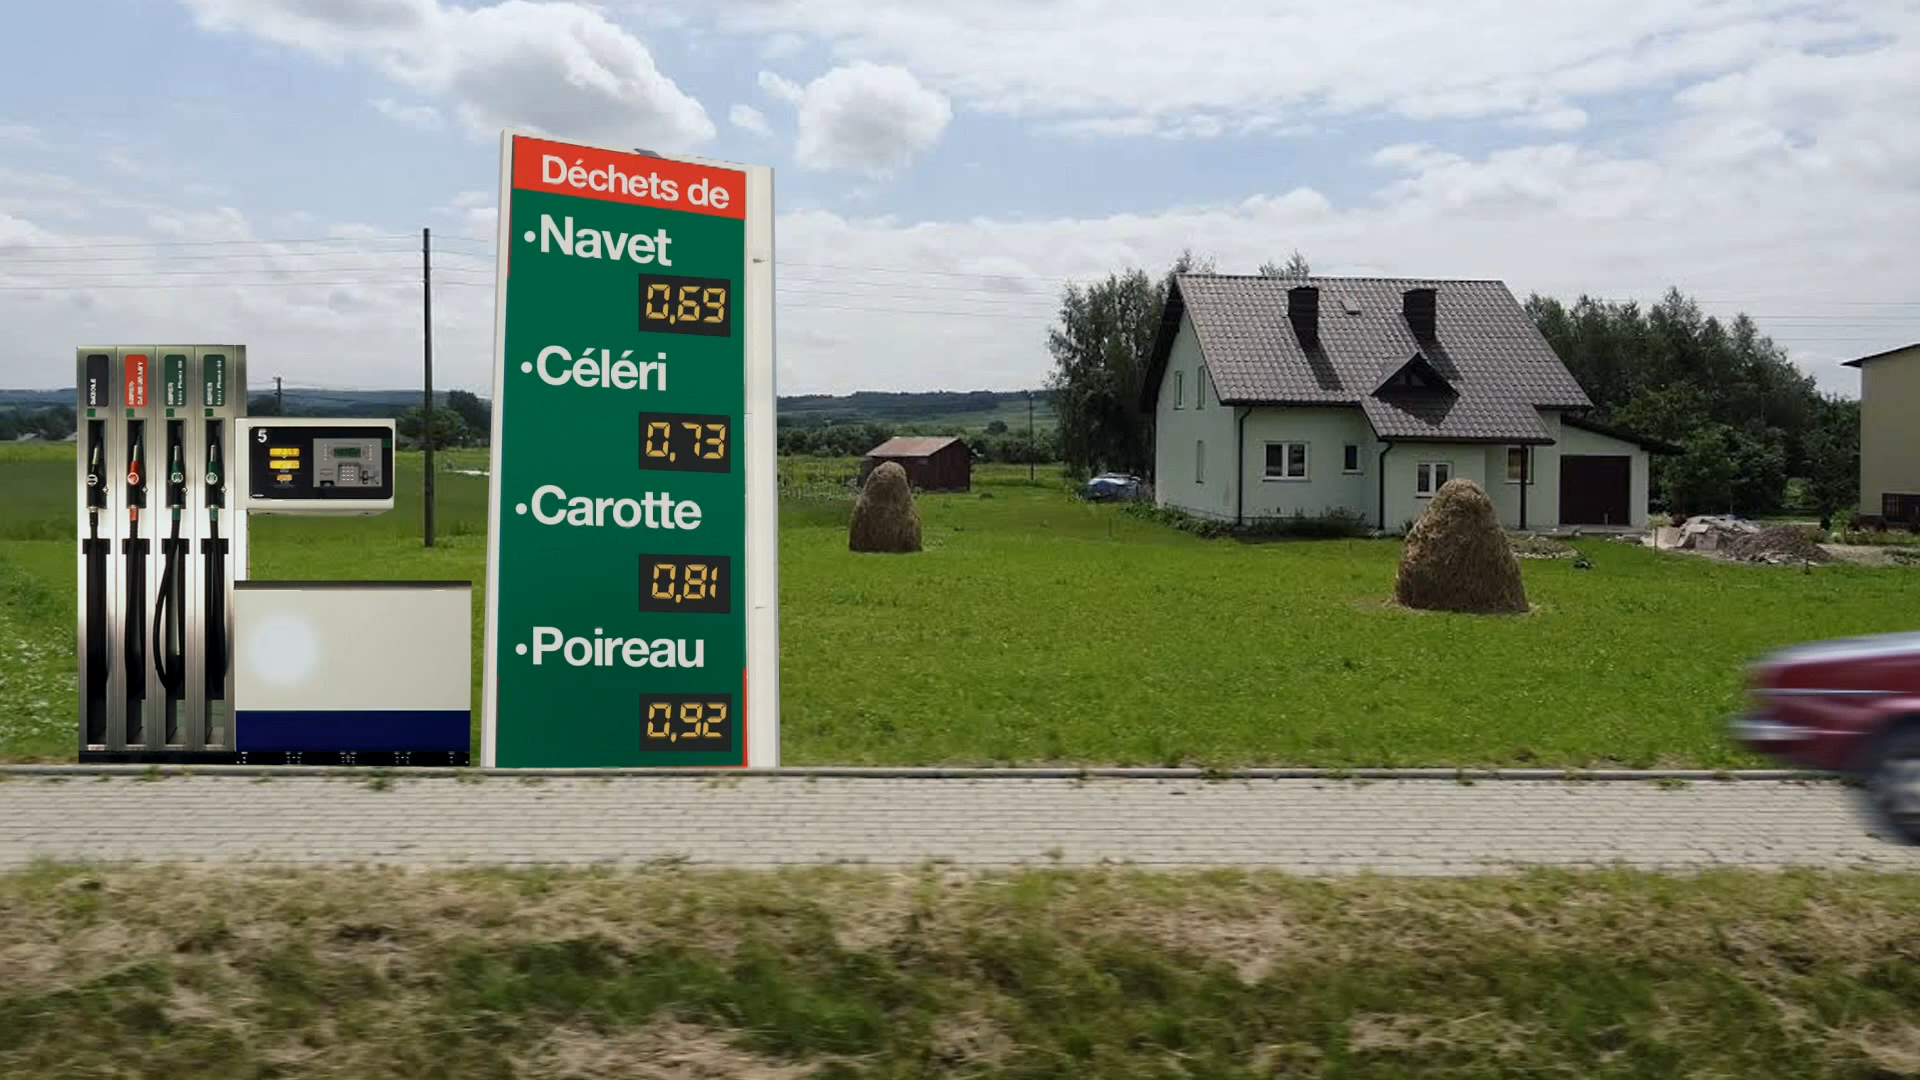 Déchets de
•Navet
0,69
•Céléri
0,73
•Carotte
0,81
•Poireau
0,92
5